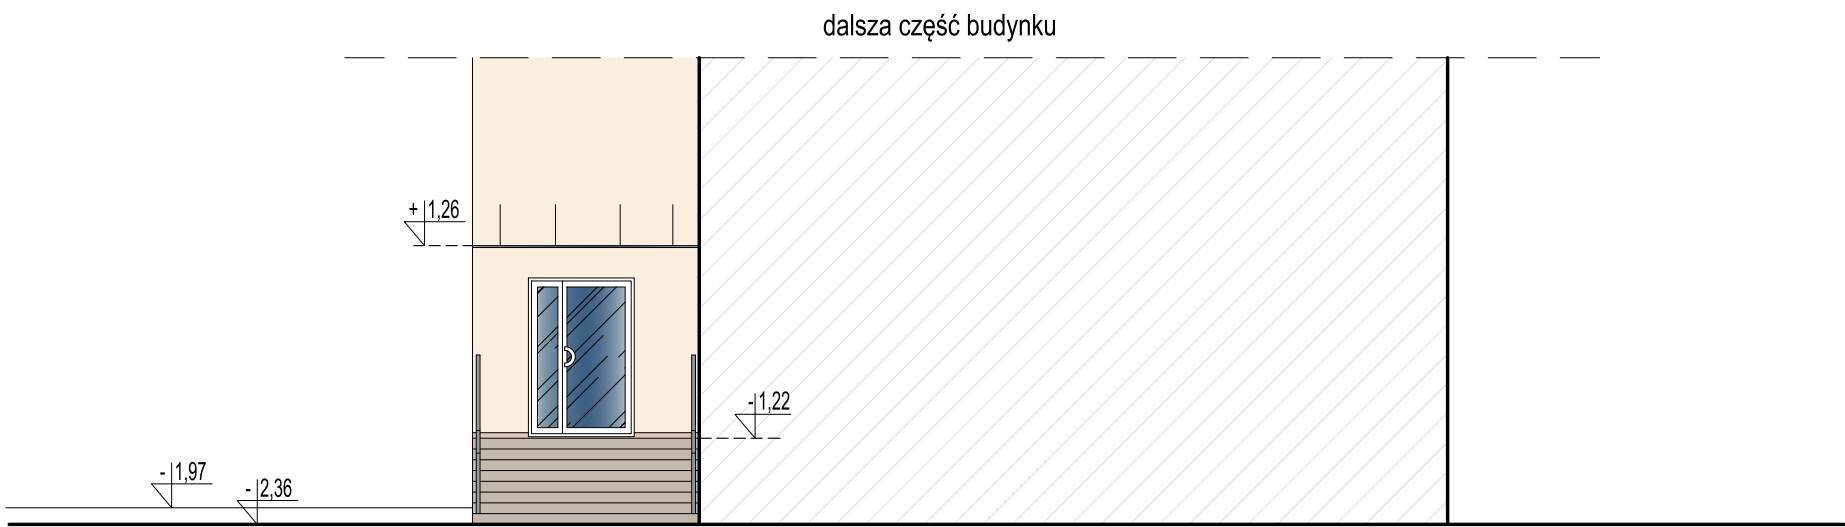 dalsza część budynku
+ 1,26
- 1,22
- 1,97
- 2,36